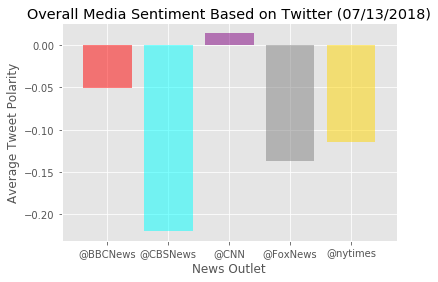 Overall Media Sentiment Based on Twitter (07/13/2018)
0.00
−0.05
−0.10
−0.15
−0.20
Average Tweet Polarity
@BBCNews @CBSNews @CNN @FoxNews @nytimes
News Outlet